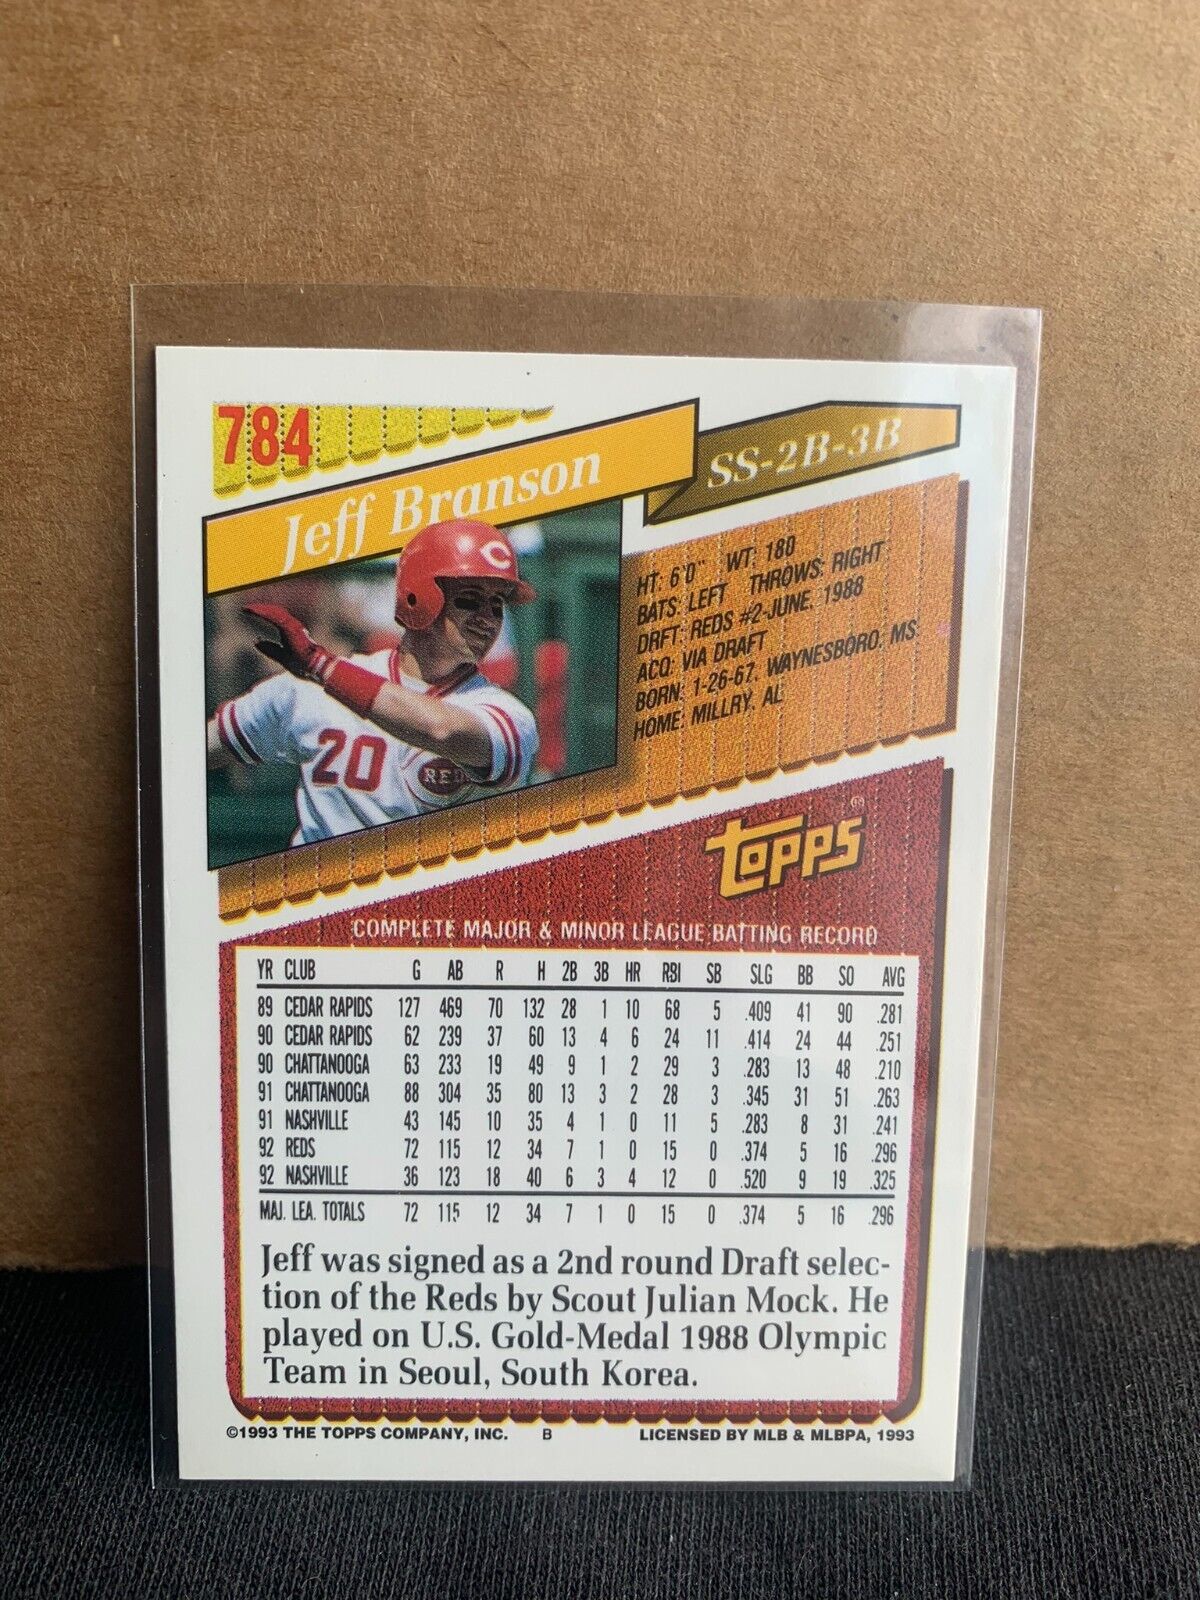 784
Jeff Branson
SS-2B-3B
C
20
REDS
HT: 6'0" WT: 180
BATS: LEFT THROWS: RIGHT
DRFT: REDS #2-JUNE, 1988
ACQ: VIA DRAFT
BORN: 1-26-67, WAYNESBORO, MS
HOME: MILLRY, AL
Topps®
COMPLETE MAJOR & MINOR LEAGUE BATTING RECORD
YR CLUB G AB R H 2B 3B HR RBI SB SLG BB SO AVG
89 CEDAR RAPIDS 127 469 70 132 28 1 10 68 5 .409 41 90 .281
90 CEDAR RAPIDS 62 239 37 60 13 4 6 24 11 .414 24 44 .251
90 CHATTANOOGA 63 233 19 49 9 1 2 29 3 .283 13 48 .210
91 CHATTANOOGA 88 304 35 80 13 3 2 28 3 .345 31 51 .263
91 NASHVILLE 43 145 10 35 4 1 0 11 5 .283 8 31 .241
92 REDS 72 115 12 34 7 1 0 15 0 .374 5 16 .296
92 NASHVILLE 36 123 18 40 6 3 4 12 0 .520 9 19 .325
MAJ. LEA. TOTALS 72 115 12 34 7 1 0 15 0 .374 5 16 .296
Jeff was signed as a 2nd round Draft selec-
tion of the Reds by Scout Julian Mock. He
played on U.S. Gold-Medal 1988 Olympic
Team in Seoul, South Korea.
©1993 THE TOPPS COMPANY, INC. B LICENSED BY MLB & MLBPA, 1993